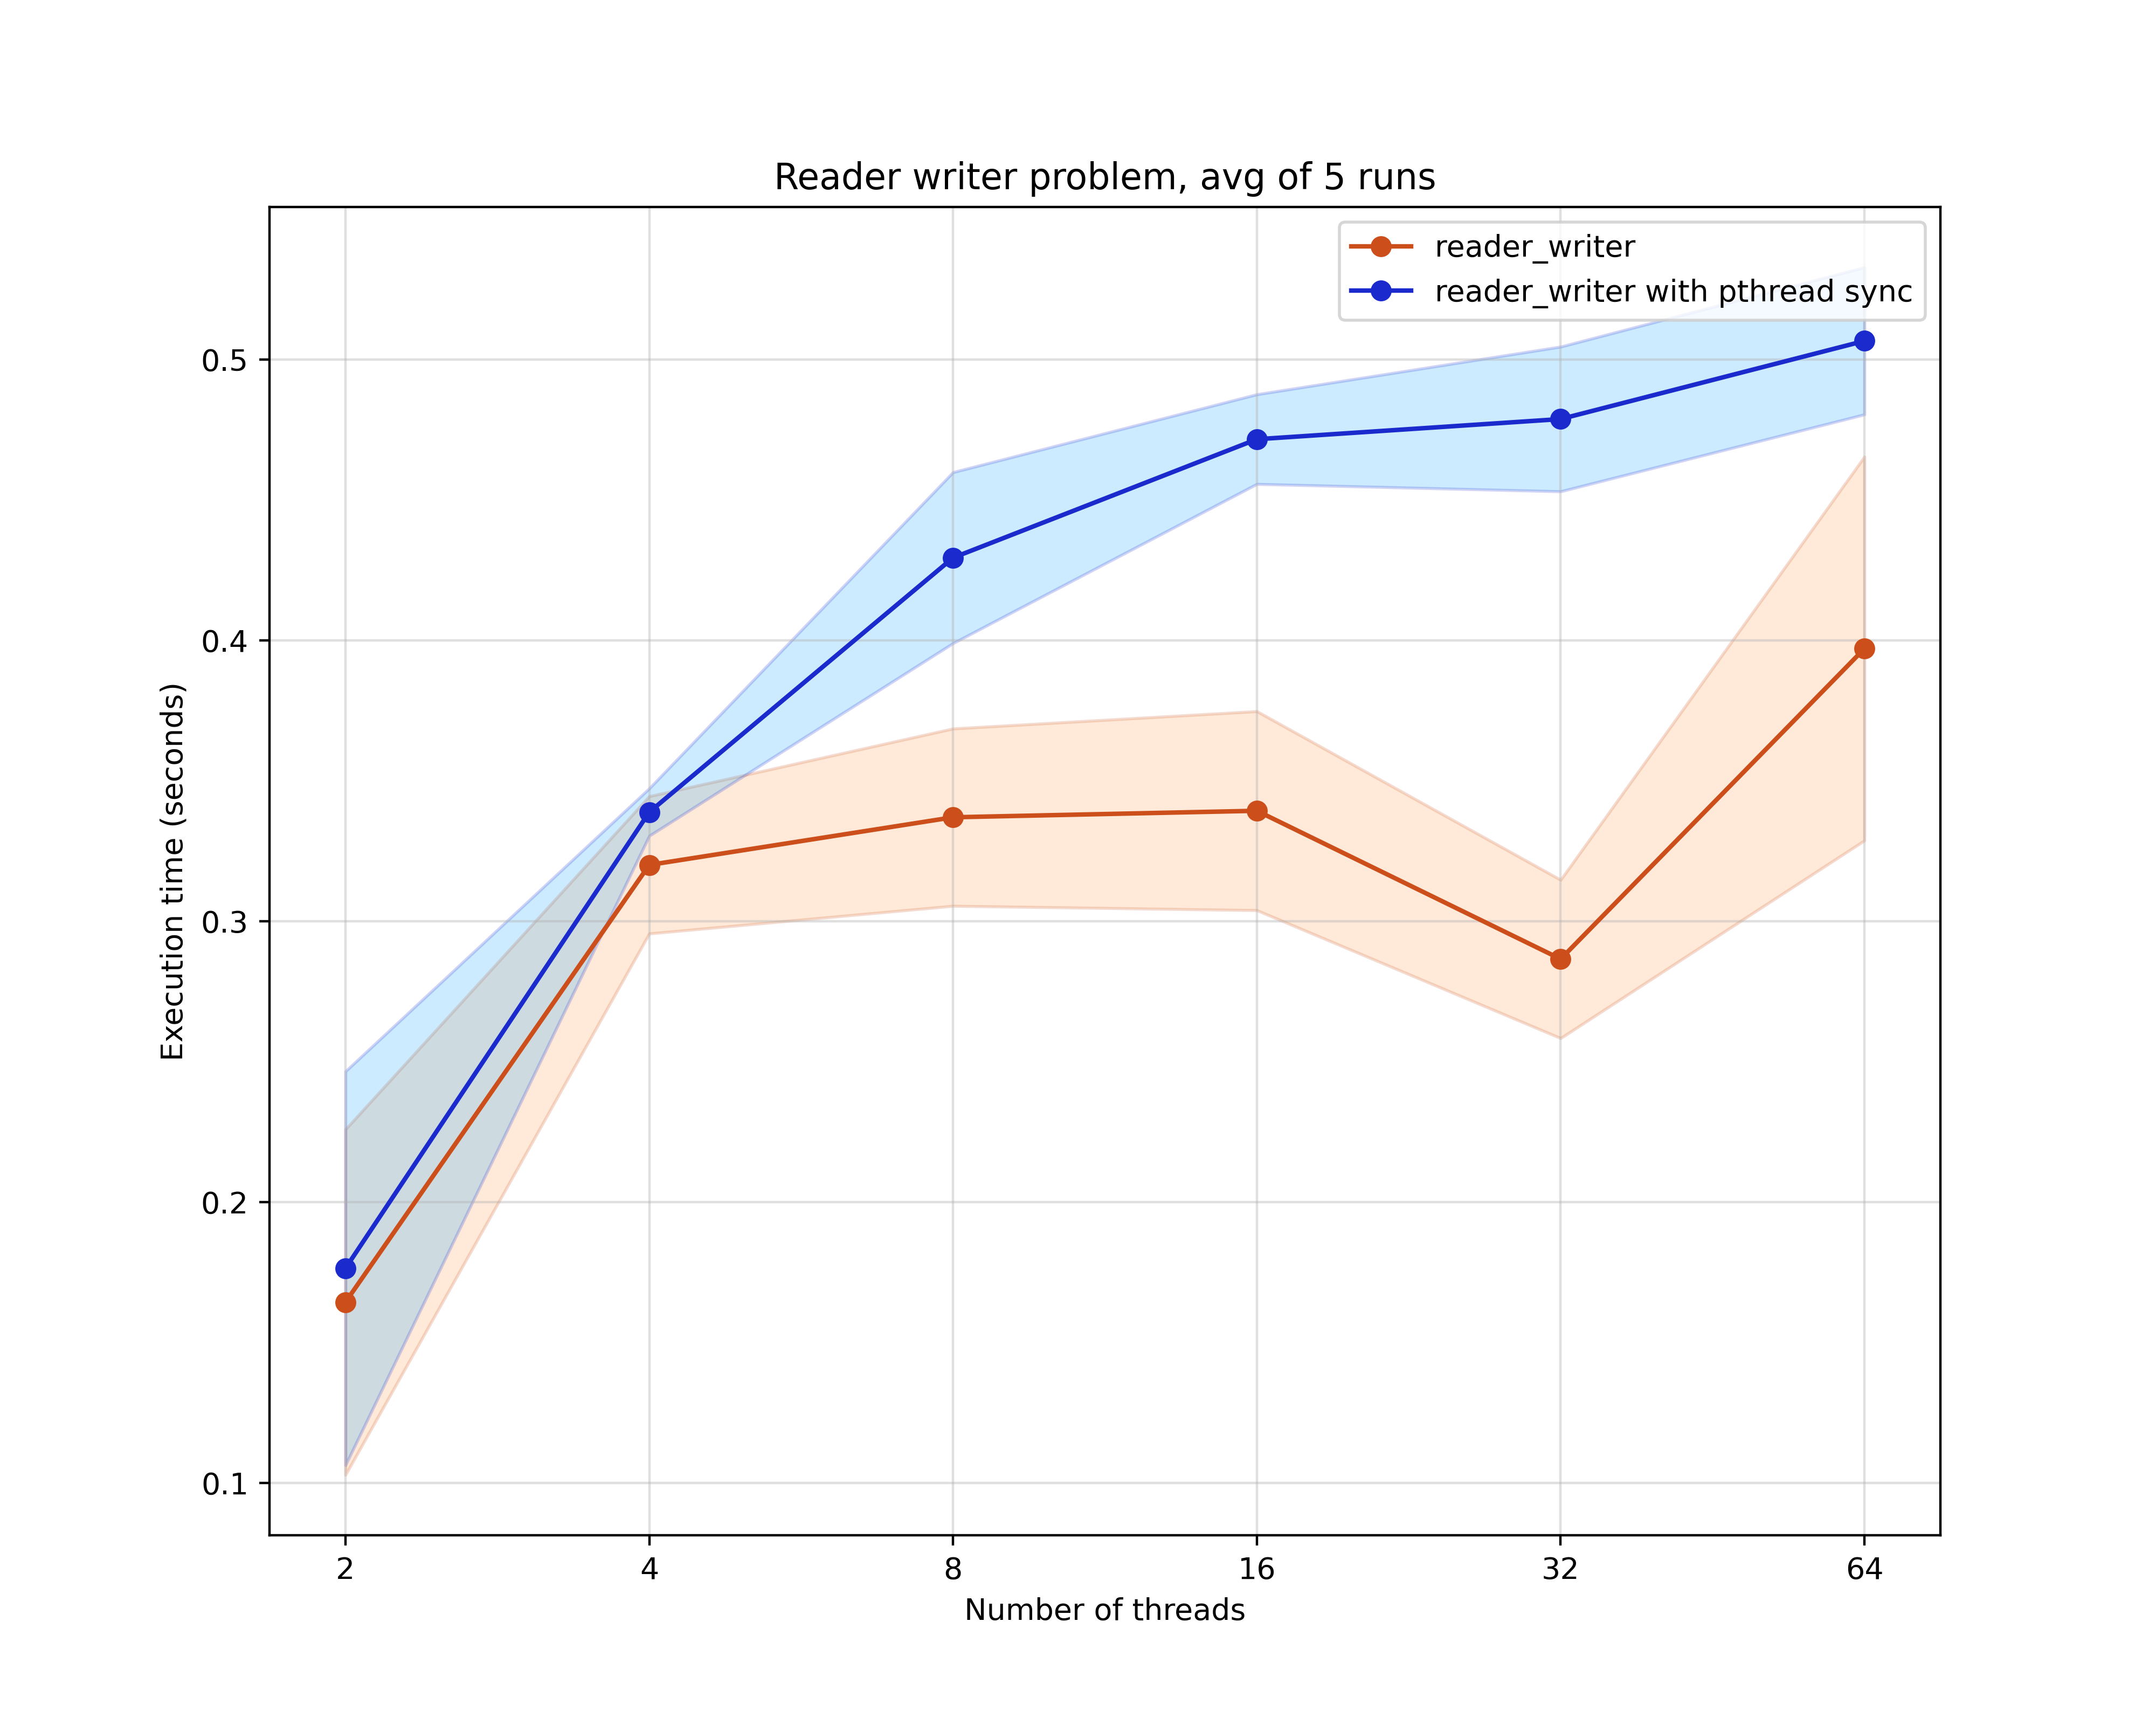 Reader writer problem, avg of 5 runs
reader_writer
reader_writer with pthread sync
Execution time (seconds)
0.5
0.4
0.3
0.2
0.1
2 4 8 16 32 64
Number of threads